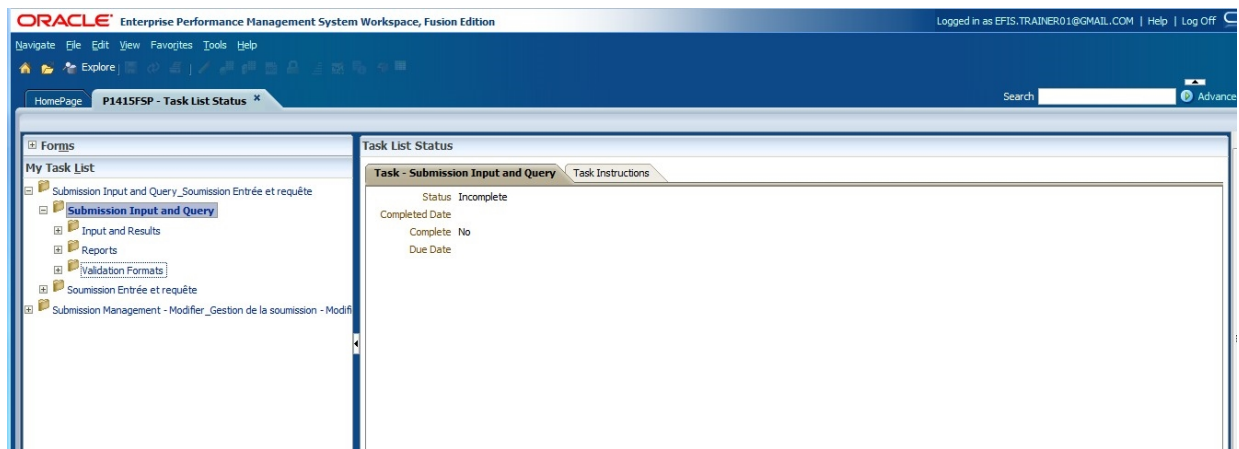 ORACLE Enterprise Performance Management System Workspace, Fusion Edition
Logged in as EFIS.TRAINER01@GMAIL.COM | Help | Log Off
Navigate File Edit View Favorites Tools Help
Explore
HomePage P1415FSP - Task List Status
Search Advance
Forms
My Task List
Submission Input and Query_Soumission Entrée et requête
Submission Input and Query
Input and Results
Reports
Validation Formats
Soumission Entrée et requête
Submission Management - Modifier_Gestion de la soumission - Modifi
Task List Status
Task - Submission Input and Query Task Instructions
Status Incomplete
Completed Date
Complete No
Due Date